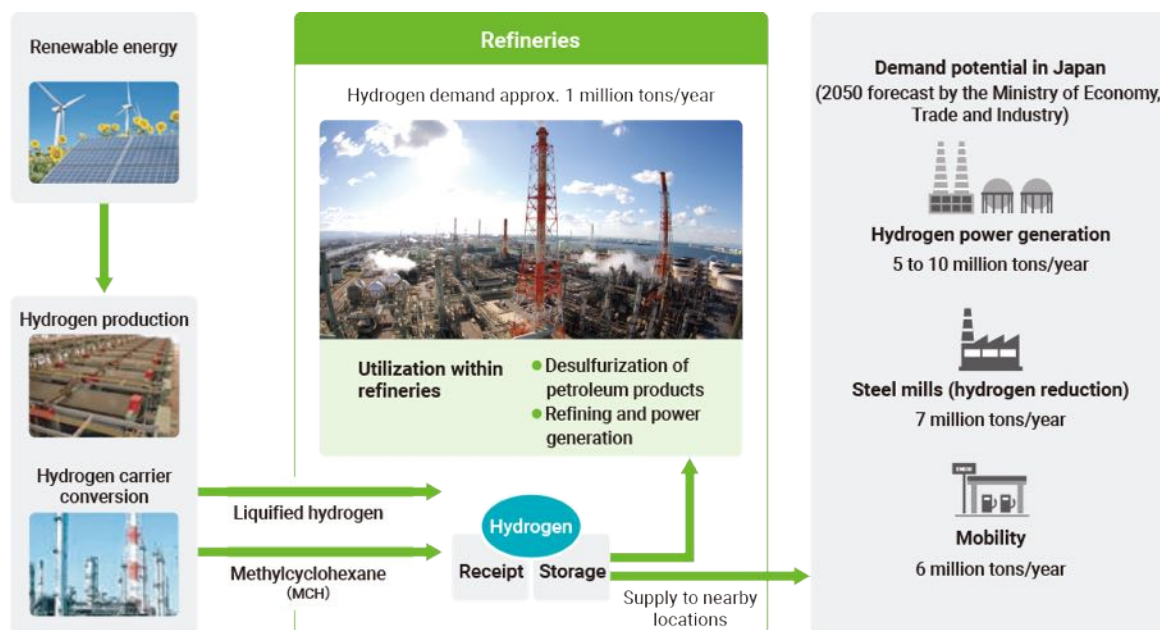 Renewable energy
Hydrogen production
Hydrogen carrier
conversion
Liquified hydrogen
Methylcyclohexane
(MCH)
Refineries
Hydrogen demand approx. 1 million tons/year
Utilization within
refineries
Desulfurization of
petroleum products
Refining and power
generation
Hydrogen
Receipt
Storage
Supply to nearby
locations
Demand potential in Japan
(2050 forecast by the Ministry of Economy,
Trade and Industry)
Hydrogen power generation
5 to 10 million tons/year
Steel mills (hydrogen reduction)
7 million tons/year
Mobility
6 million tons/year